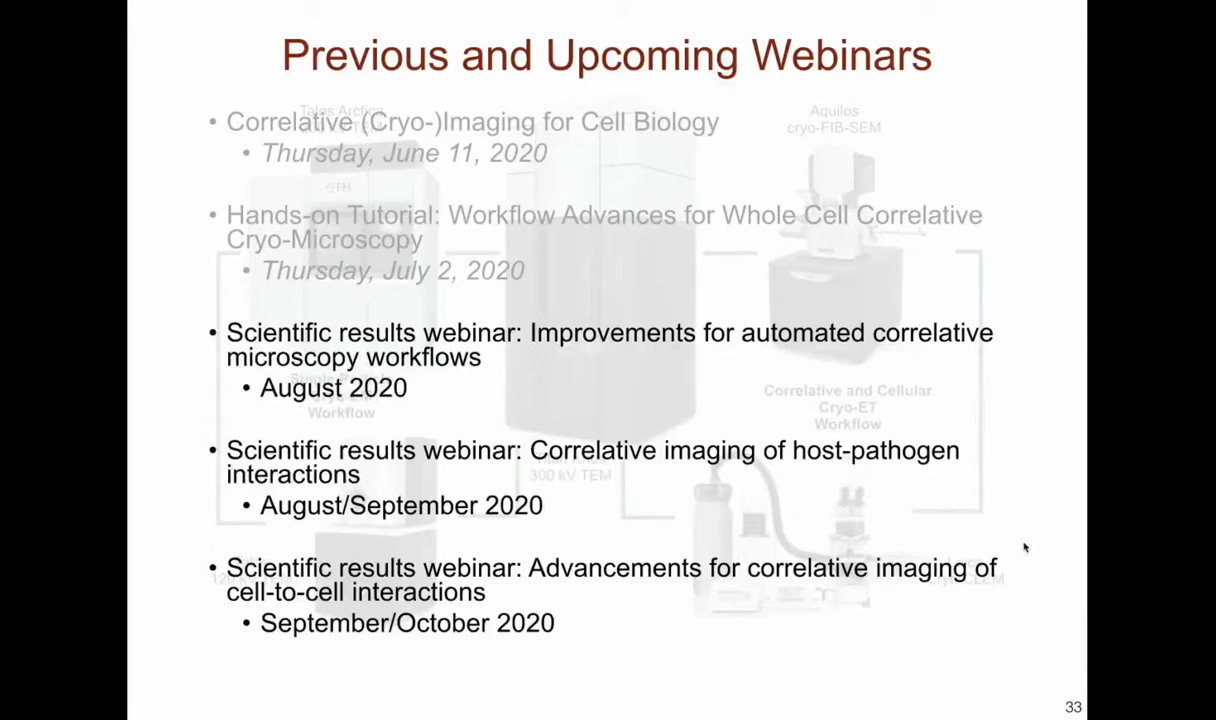 Previous and Upcoming Webinars
Talos Arctica
Aquilos
cryo-FIB-SEM
• Correlative (Cryo-)Imaging for Cell Biology
• Thursday, June 11, 2020
FEI
• Hands-on Tutorial: Workflow Advances for Whole Cell Correlative
Cryo-Microscopy
• Thursday, July 2, 2020
• Scientific results webinar: Improvements for automated correlative
microscopy workflows
• August 2020
Workflow
Correlative and Cellular
Cryo-ET
Workflow
• Scientific results webinar: Correlative imaging of host-pathogen
interactions
300 kV TEM
• August/September 2020
• Scientific results webinar: Advancements for correlative imaging of
cell-to-cell interactions
• September/October 2020
33